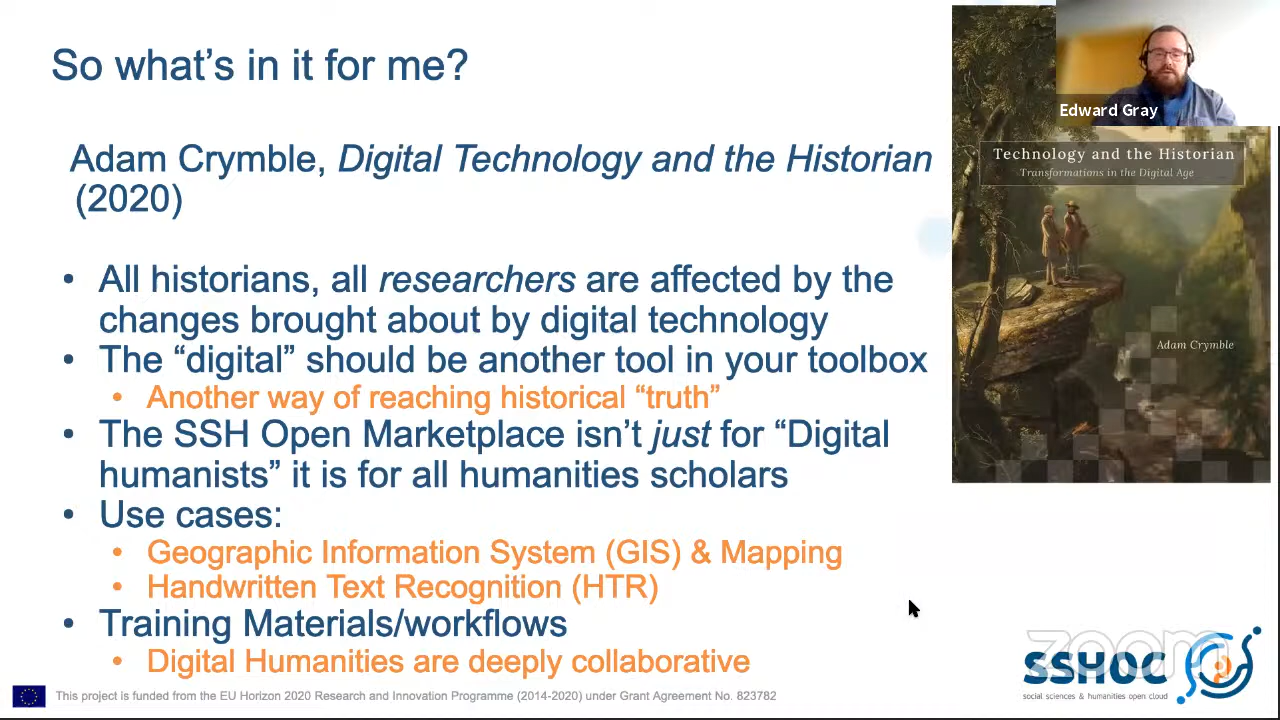 So what's in it for me?
Adam Crymble, Digital Technology and the Historian
(2020)
• All historians, all researchers are affected by the
changes brought about by digital technology
• The “digital” should be another tool in your toolbox
• Another way of reaching historical “truth”
• The SSH Open Marketplace isn't just for “Digital
humanists” it is for all humanities scholars
• Use cases:
• Geographic Information System (GIS) & Mapping
• Handwritten Text Recognition (HTR)
• Training Materials/workflows
• Digital Humanities are deeply collaborative
This project is funded from the EU Horizon 2020 Research and Innovation Programme (2014-2020) under Grant Agreement No. 823782
Edward Gray
Technology and the Historian
Transformations in the Digital Age
Adam Crymble
zoom
SSHOC
social sciences & humanities open cloud